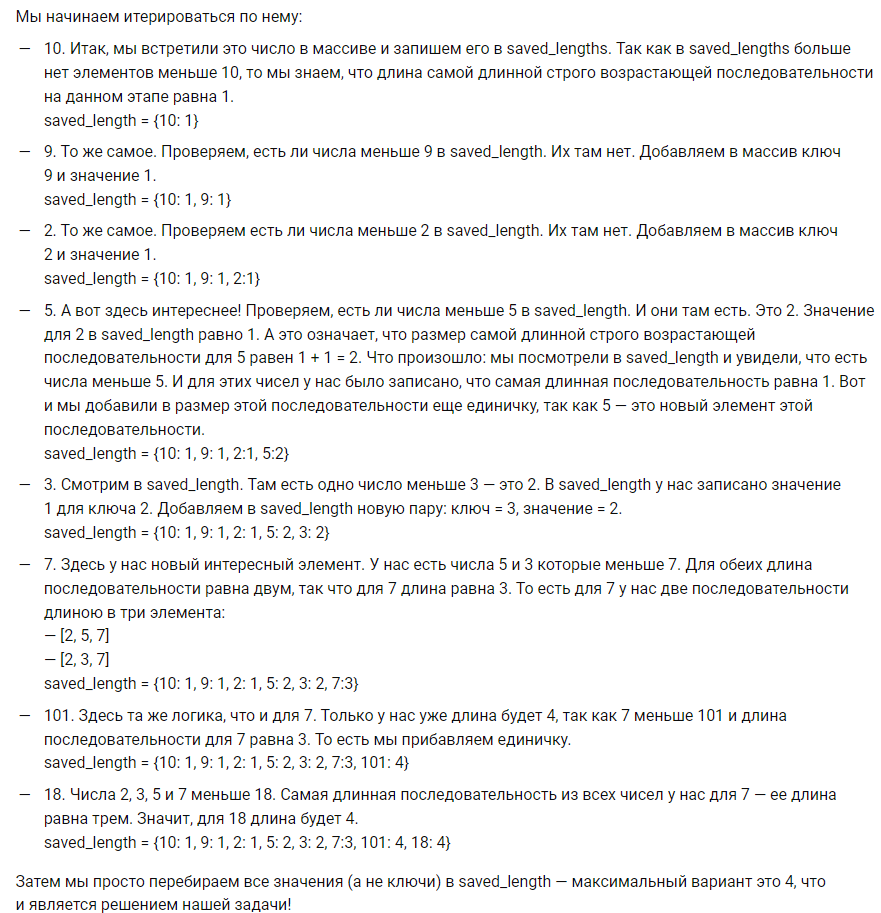 Мы начинаем итерироваться по нему:
— 10. Итак, мы встретили это число в массиве и запишем его в saved_lengths. Так как в saved_lengths больше
нет элементов меньше 10, то мы знаем, что длина самой длинной строго возрастающей последовательности
на данном этапе равна 1.
saved_length = {10: 1}
— 9. То же самое. Проверяем, есть ли числа меньше 9 в saved_length. Их там нет. Добавляем в массив ключ
9 и значение 1.
saved_length = {10: 1, 9: 1}
— 2. То же самое. Проверяем есть ли числа меньше 2 в saved_length. Их там нет. Добавляем в массив ключ
2 и значение 1.
saved_length = {10: 1, 9: 1, 2:1}
— 5. А вот здесь интереснее! Проверяем, есть ли числа меньше 5 в saved_length. И они там есть. Это 2. Значение
для 2 в saved_length равно 1. А это означает, что размер самой длинной строго возрастающей
последовательности для 5 равен 1 + 1 = 2. Что произошло: мы посмотрели в saved_length и увидели, что есть
числа меньше 5. И для этих чисел у нас было записано, что самая длинная последовательность равна 1. Вот
и мы добавили в размер этой последовательности еще единичку, так как 5 — это новый элемент этой
последовательности.
saved_length = {10: 1, 9: 1, 2:1, 5:2}
— 3. Смотрим в saved_length. Там есть одно число меньше 3 — это 2. В saved_length у нас записано значение
1 для ключа 2. Добавляем в saved_length новую пару: ключ = 3, значение = 2.
saved_length = {10: 1, 9: 1, 2: 1, 5: 2, 3: 2}
— 7. Здесь у нас новый интересный элемент. У нас есть числа 5 и 3 которые меньше 7. Для обеих длина
последовательности равна двум, так что для 7 длина равна 3. То есть для 7 у нас две последовательности
длиною в три элемента:
— [2, 5, 7]
— [2, 3, 7]
saved_length = {10: 1, 9: 1, 2: 1, 5: 2, 3: 2, 7:3}
— 101. Здесь та же логика, что и для 7. Только у нас уже длина будет 4, так как 7 меньше 101 и длина
последовательности для 7 равна 3. То есть мы прибавляем единичку.
saved_length = {10: 1, 9: 1, 2: 1, 5: 2, 3: 2, 7:3, 101: 4}
— 18. Числа 2, 3, 5 и 7 меньше 18. Самая длинная последовательность из всех чисел у нас для 7 — ее длина
равна трем. Значит, для 18 длина будет 4.
saved_length = {10: 1, 9: 1, 2: 1, 5: 2, 3: 2, 7:3, 101: 4, 18: 4}
Затем мы просто перебираем все значения (а не ключи) в saved_length — максимальный вариант это 4, что
и является решением нашей задачи!